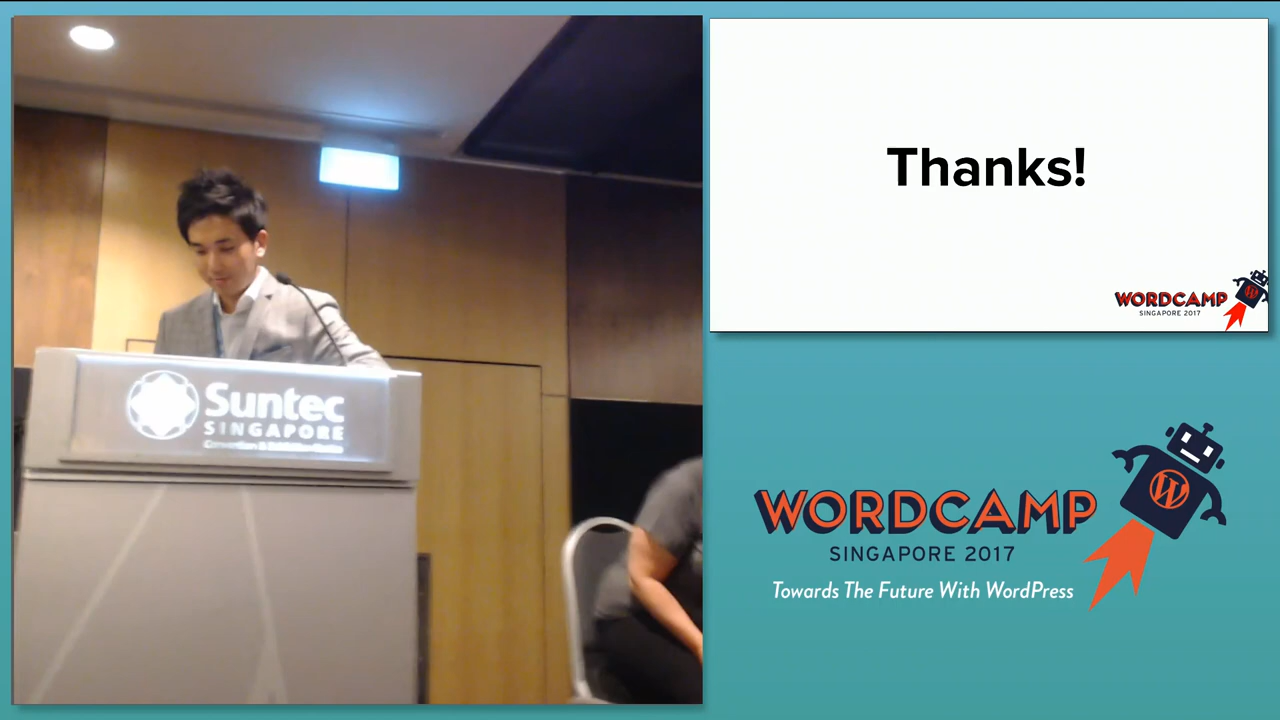 Suntec
SINGAPORE
Thanks!
WORDCAMP
SINGAPORE 2017
WORDCAMP
SINGAPORE 2017
Towards The Future With WordPress